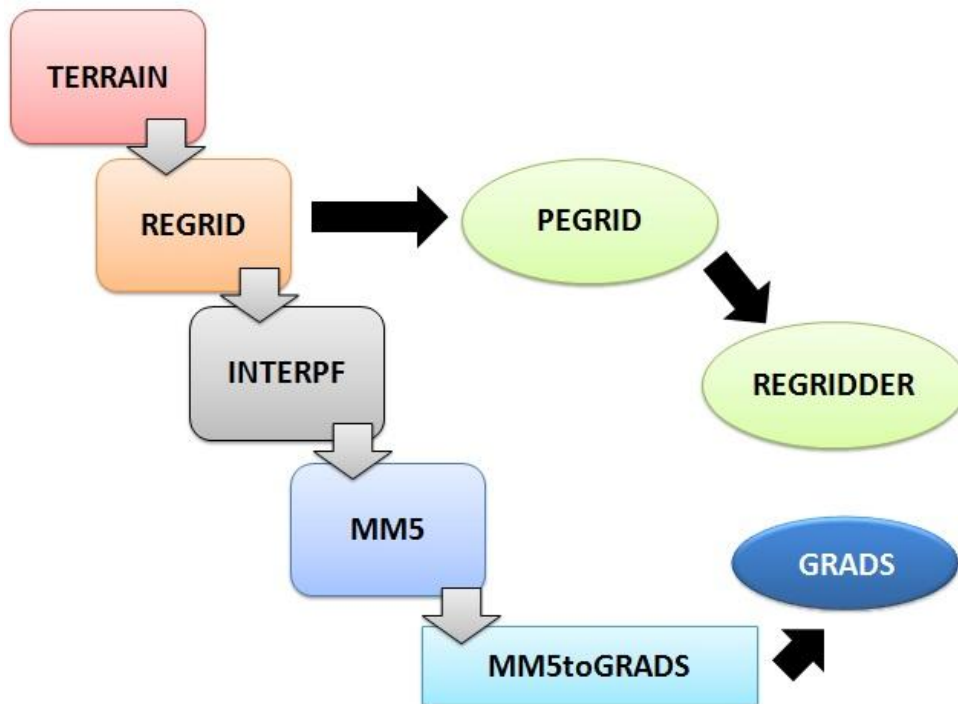 TERRAIN
REGRID
PEGRID
INTERPF
REGRIDDER
MM5
GRADS
MM5toGRADS